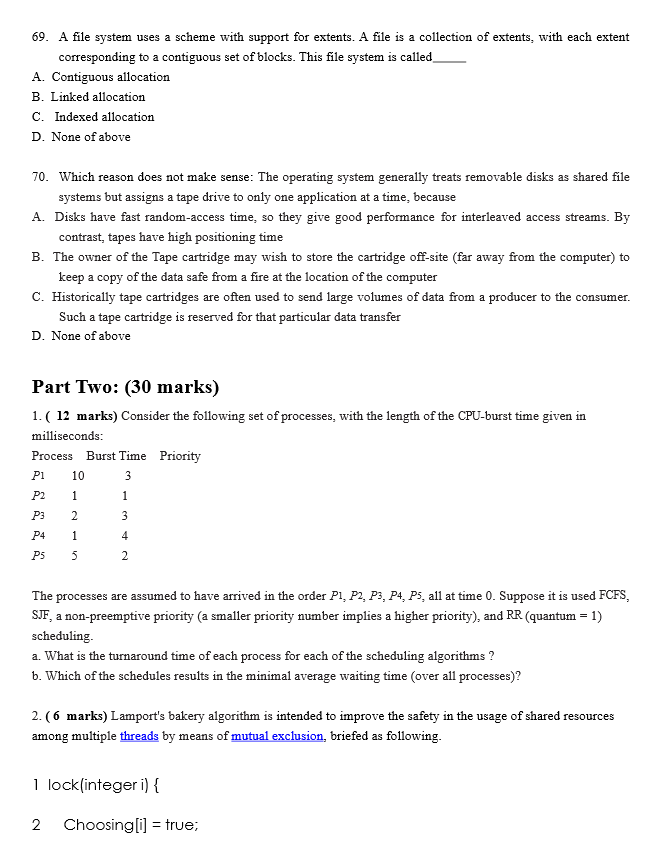 69. A file system uses a scheme with support for extents. A file is a collection of extents, with each extent
corresponding to a contiguous set of blocks. This file system is called_____
A. Contiguous allocation
B. Linked allocation
C. Indexed allocation
D. None of above
70. Which reason does not make sense: The operating system generally treats removable disks as shared file
systems but assigns a tape drive to only one application at a time, because
A. Disks have fast random-access time, so they give good performance for interleaved access streams. By
contrast, tapes have high positioning time
B. The owner of the Tape cartridge may wish to store the cartridge off-site (far away from the computer) to
keep a copy of the data safe from a fire at the location of the computer
C. Historically tape cartridges are often used to send large volumes of data from a producer to the consumer.
Such a tape cartridge is reserved for that particular data transfer
D. None of above
Part Two: (30 marks)
1. ( 12 marks) Consider the following set of processes, with the length of the CPU-burst time given in
milliseconds:
Process Burst Time Priority
P1 10 3
P2 1 1
P3 2 3
P4 1 4
P5 5 2
The processes are assumed to have arrived in the order P1, P2, P3, P4, P5, all at time 0. Suppose it is used FCFS,
SJF, a non-preemptive priority (a smaller priority number implies a higher priority), and RR (quantum = 1)
scheduling.
a. What is the turnaround time of each process for each of the scheduling algorithms ?
b. Which of the schedules results in the minimal average waiting time (over all processes)?
2. ( 6 marks) Lamport's bakery algorithm is intended to improve the safety in the usage of shared resources
among multiple threads by means of mutual exclusion, briefed as following.
1 lock(integer i) {
2 Choosing[i] = true;